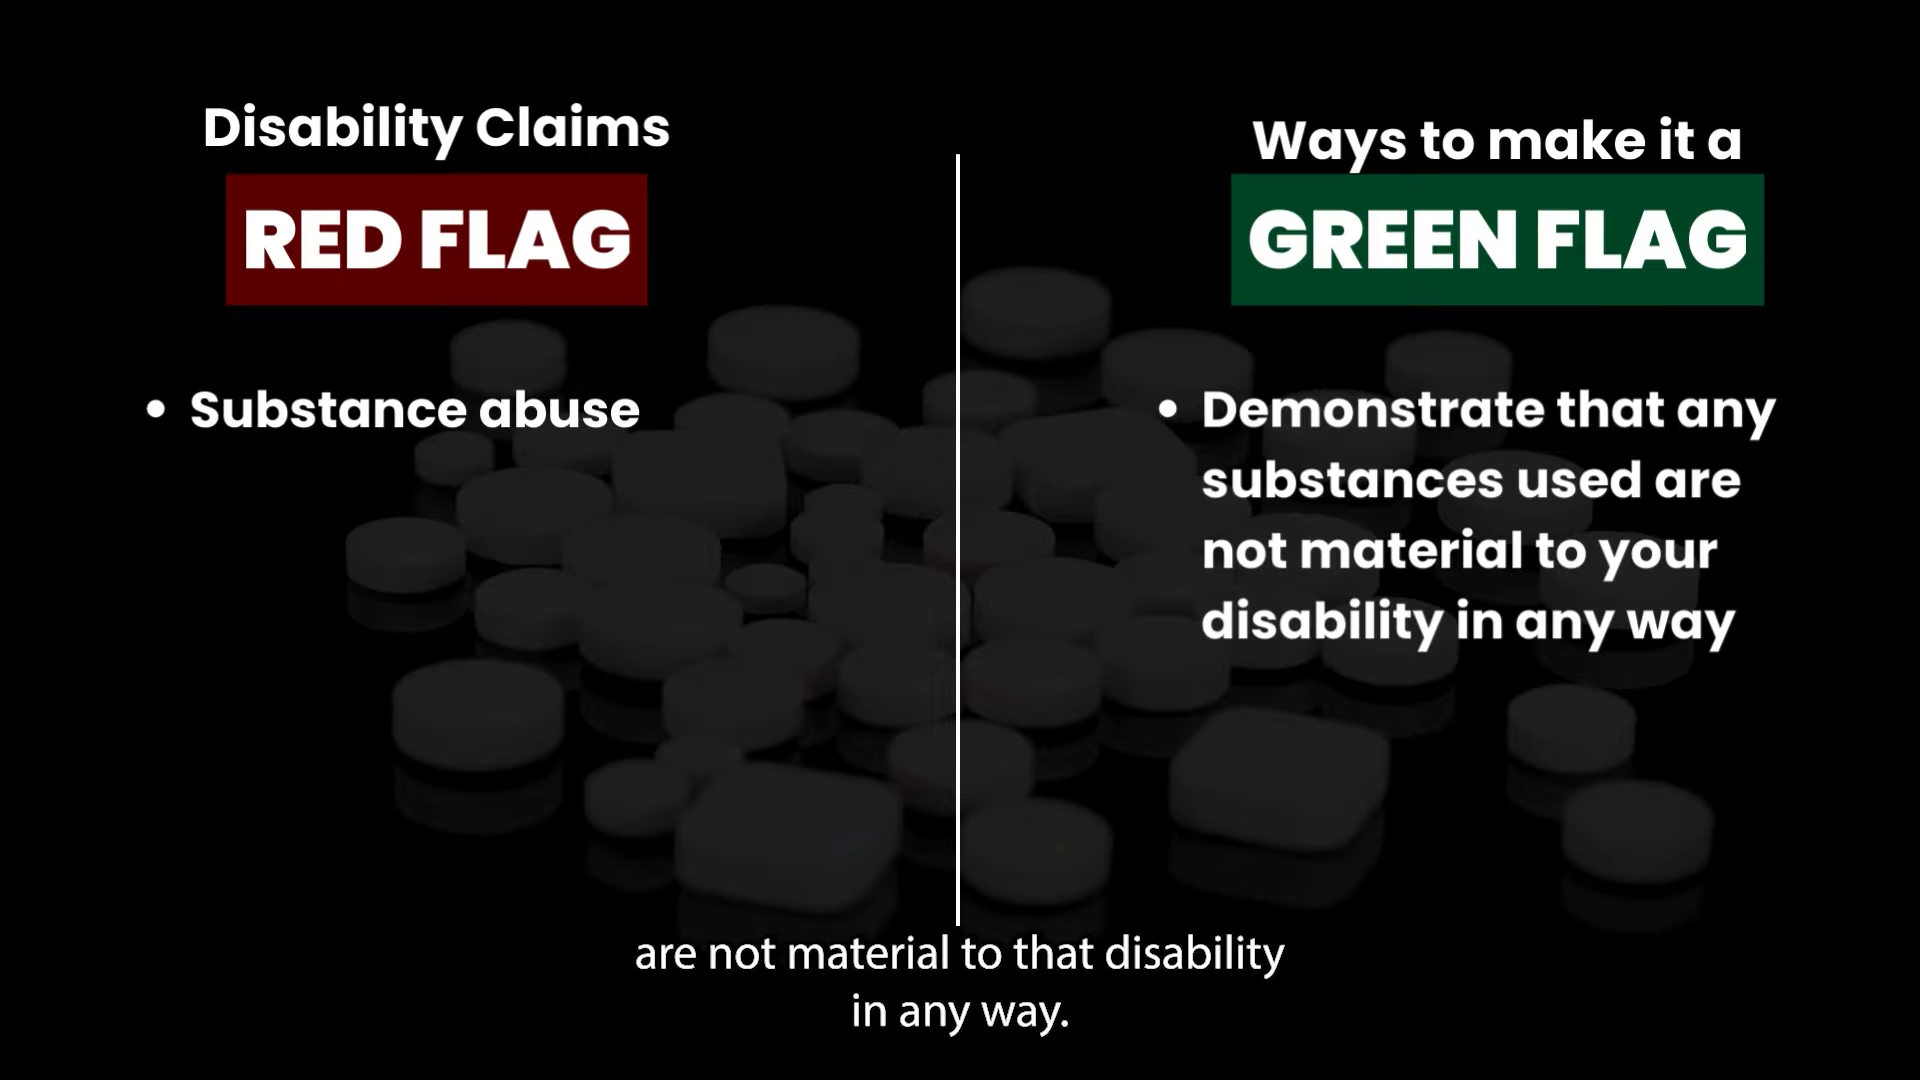 Disability Claims
RED FLAG
• Substance abuse
Ways to make it a
GREEN FLAG
• Demonstrate that any
substances used are
not material to your
disability in any way
are not material to that disability
in any way.